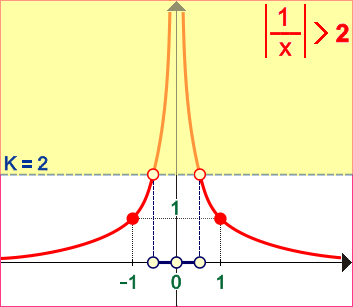 |1/x| > 2
K = 2
1
-1 0 1